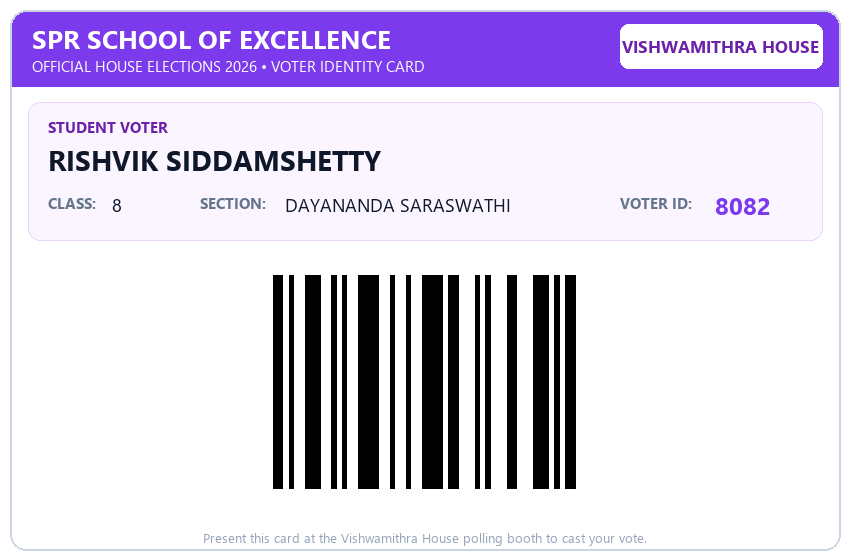 SPR SCHOOL OF EXCELLENCE
OFFICIAL HOUSE ELECTIONS 2026 • VOTER IDENTITY CARD
VISHWAMITHRA HOUSE
STUDENT VOTER
RISHVIK SIDDAMSHETTY
CLASS: 8 SECTION: DAYANANDA SARASWATHI VOTER ID: 8082
Present this card at the Vishwamithra House polling booth to cast your vote.